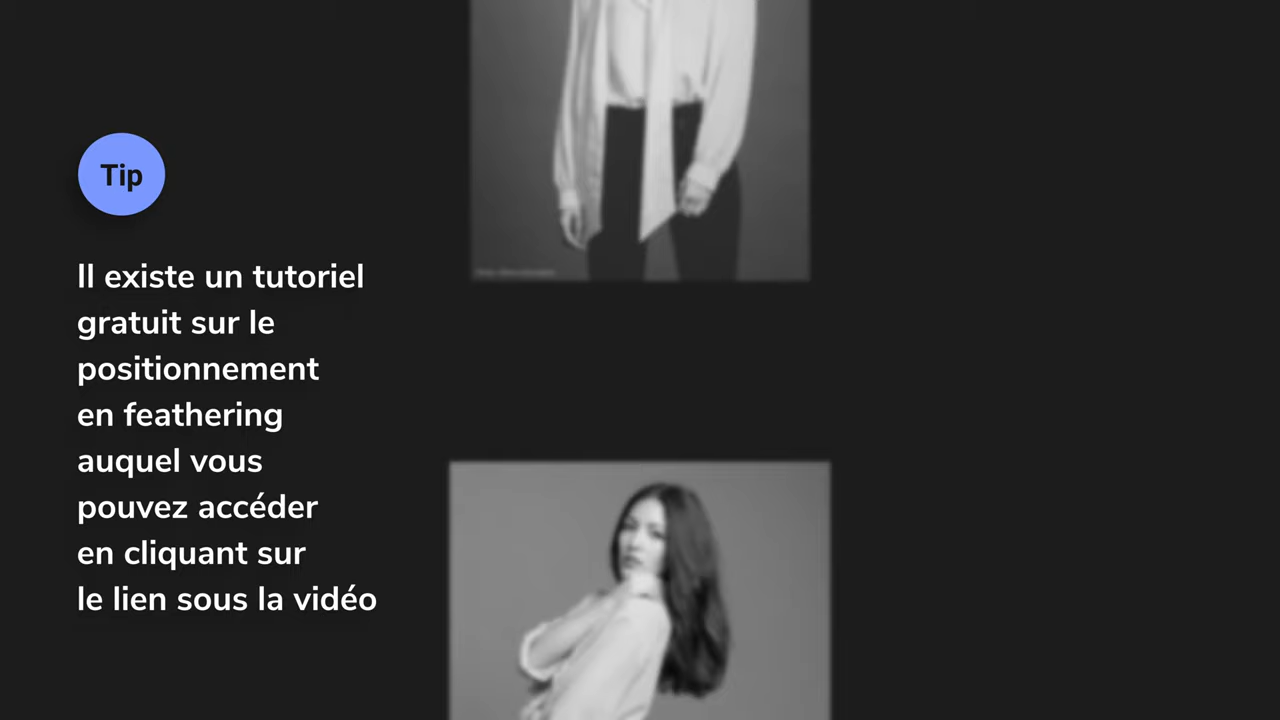 Tip
Il existe un tutoriel
gratuit sur le
positionnement
en feathering
auquel vous
pouvez accéder
en cliquant sur
le lien sous la vidéo